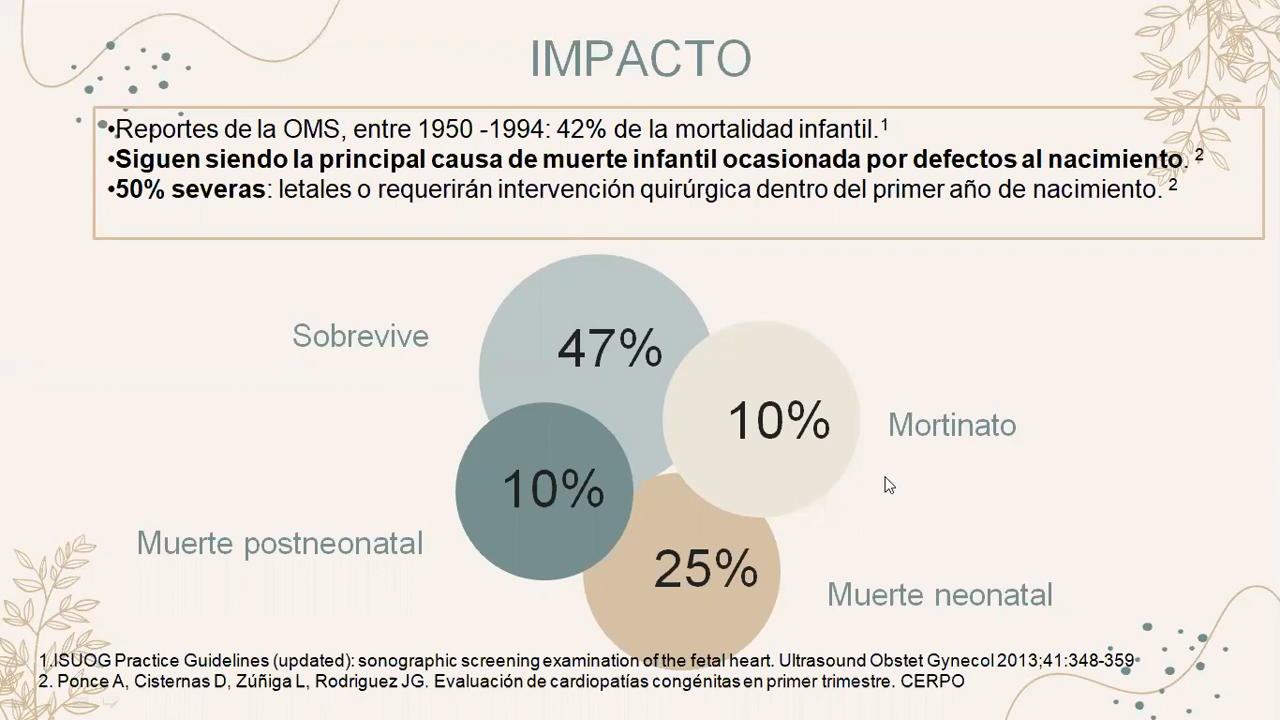 IMPACTO
•Reportes de la OMS, entre 1950 -1994: 42% de la mortalidad infantil.¹
•Siguen siendo la principal causa de muerte infantil ocasionada por defectos al nacimiento. ²
•50% severas: letales o requerirán intervención quirúrgica dentro del primer año de nacimiento. ²
Sobrevive
47%
10%
Mortinato
10%
Muerte postneonatal
25%
Muerte neonatal
1.ISUOG Practice Guidelines (updated): sonographic screening examination of the fetal heart. Ultrasound Obstet Gynecol 2013;41:348-359
2. Ponce A, Cisternas D, Zúñiga L, Rodriguez JG. Evaluación de cardiopatías congénitas en primer trimestre. CERPO